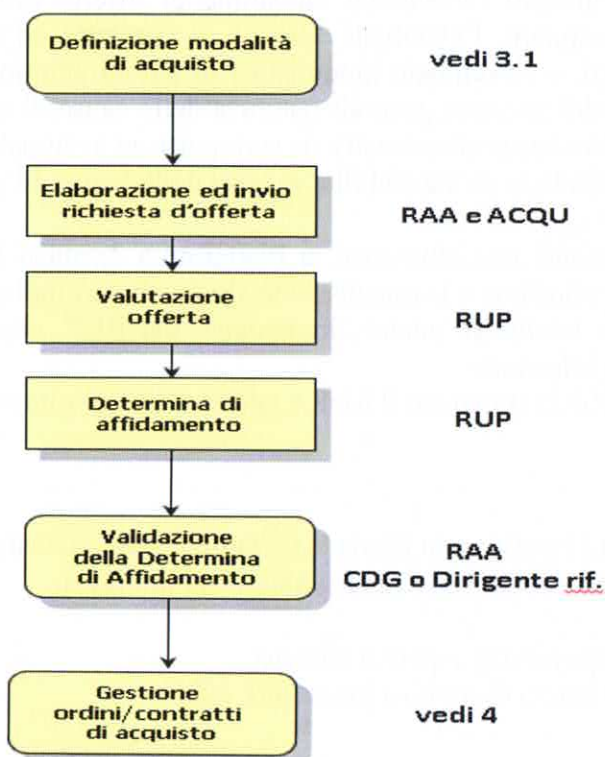 Definizione modalità
di acquisto
vedi 3.1
Elaborazione ed invio
richiesta d'offerta
RAA e ACQU
Valutazione
offerta
RUP
Determina di
affidamento
RUP
Validazione
della Determina
di Affidamento
RAA
CDG o Dirigente rif.
Gestione
ordini/contratti
di acquisto
vedi 4